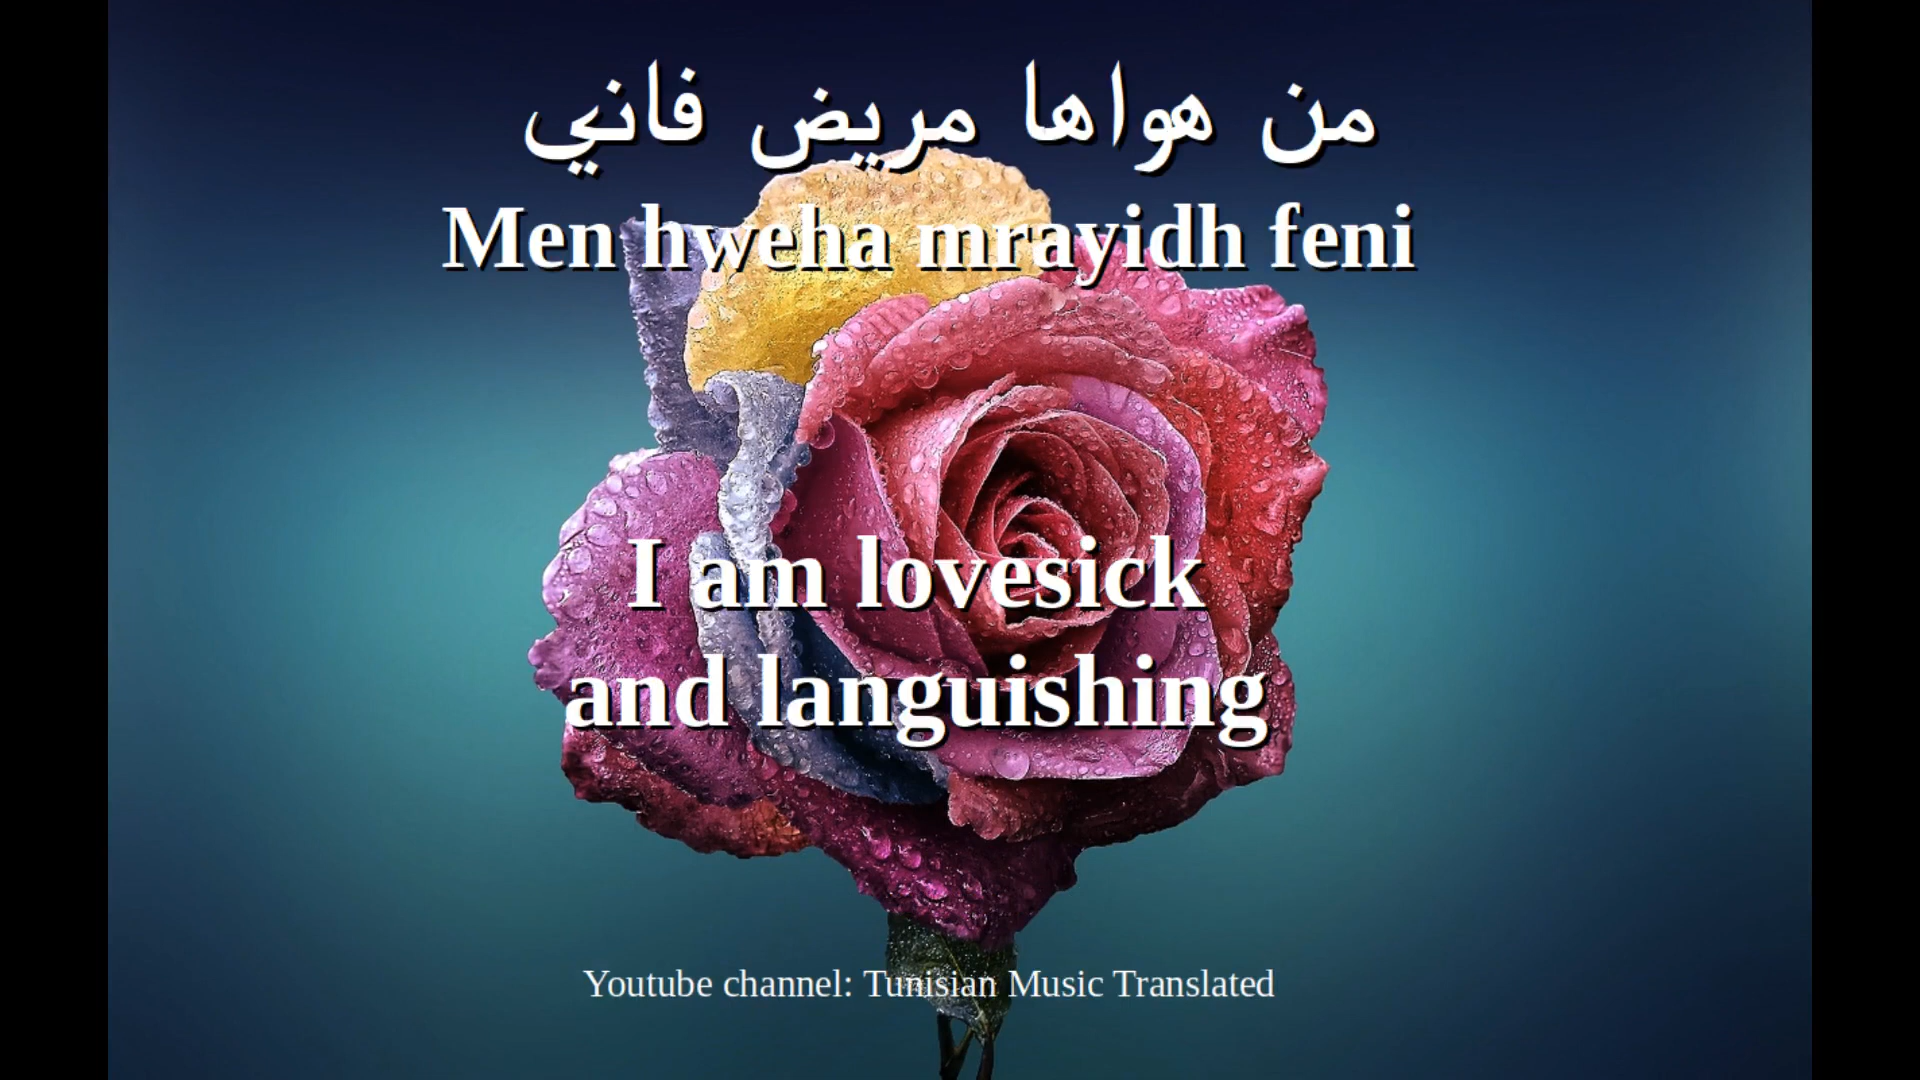 من هواها مريض فاني
Men hweha mrayidh feni
I am lovesick
and languishing
Youtube channel: Tunisian Music Translated